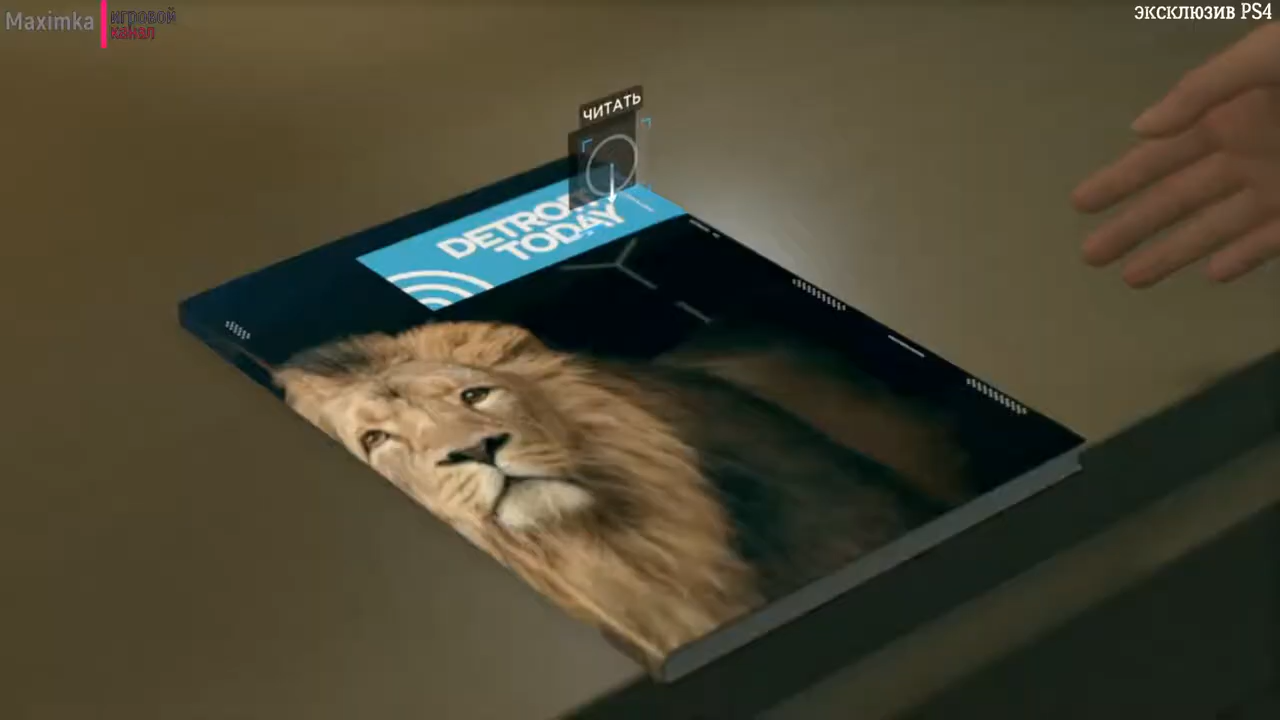 Maximka
игровой
канал
эксклюзив PS4
ЧИТАТЬ
DETROIT
TODAY